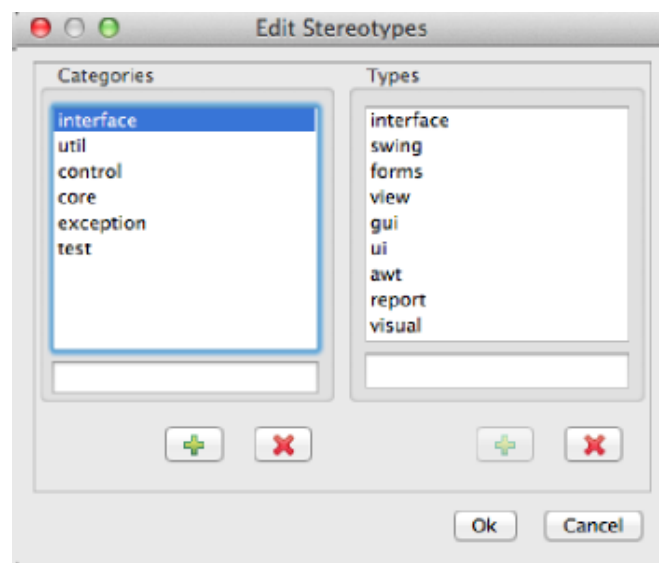 Edit Stereotypes
Categories
interface
util
control
core
exception
test
Types
interface
swing
forms
view
gui
ui
awt
report
visual
Ok
Cancel